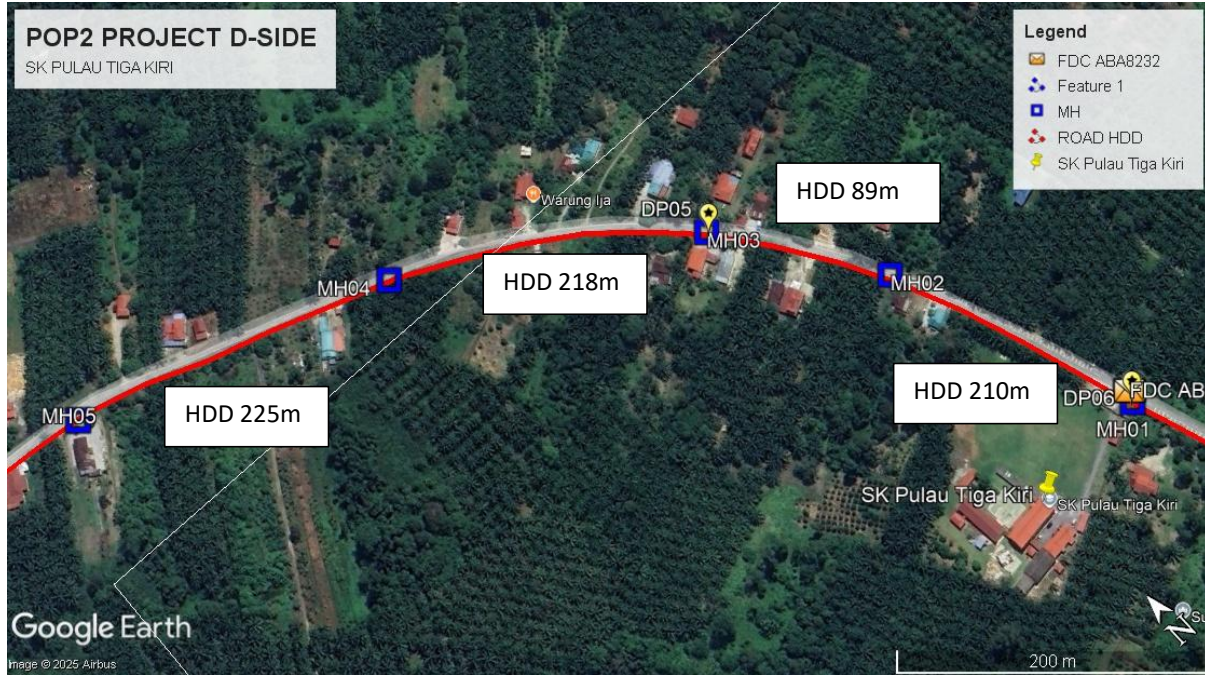 POP2 PROJECT D-SIDE
SK PULAU TIGA KIRI
Legend
FDC ABA8232
Feature 1
MH
ROAD HDD
SK Pulau Tiga Kiri
HDD 89m
Warung Ija
DP05
MH03
HDD 218m
MH04
MH02
HDD 210m
DP06
FDC AB
MH01
HDD 225m
MH05
SK Pulau Tiga Kiri
SK Pulau Tiga Kiri
Su
N
Google Earth
Image © 2025 Airbus
200 m